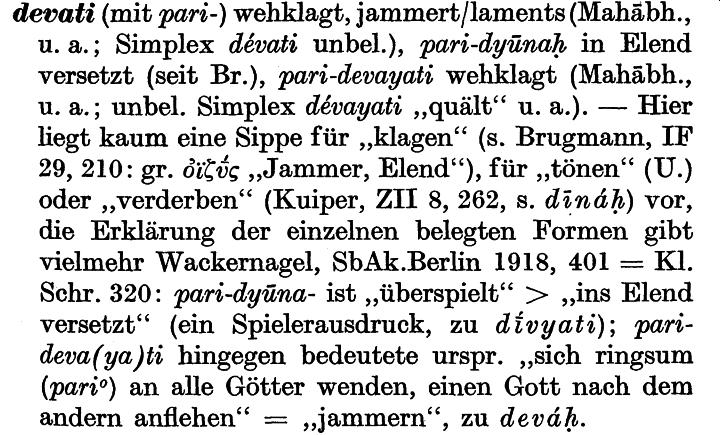 devati (mit pari-) wehklagt, jammert/laments (Mahābh.,
u. a.; Simplex dévati unbel.), pari-dyūnaḥ in Elend
versetzt (seit Br.), pari-devayati wehklagt (Mahābh.,
u. a.; unbel. Simplex dévayati „quält“ u. a.). — Hier
liegt kaum eine Sippe für „klagen“ (s. Brugmann, IF
29, 210: gr. ὀϊζύ̄ς „Jammer, Elend“), für „tönen“ (U.)
oder „verderben“ (Kuiper, ZII 8, 262, s. dīnáḥ) vor,
die Erklärung der einzelnen belegten Formen gibt
vielmehr Wackernagel, SbAk.Berlin 1918, 401 = Kl.
Schr. 320: pari-dyūna- ist „überspielt“ > „ins Elend
versetzt“ (ein Spielerausdruck, zu dī́vyati); pari-
deva(ya)ti hingegen bedeutete urspr. „sich ringsum
(pari°) an alle Götter wenden, einen Gott nach dem
andern anflehen“ = „jammern“, zu deváḥ.